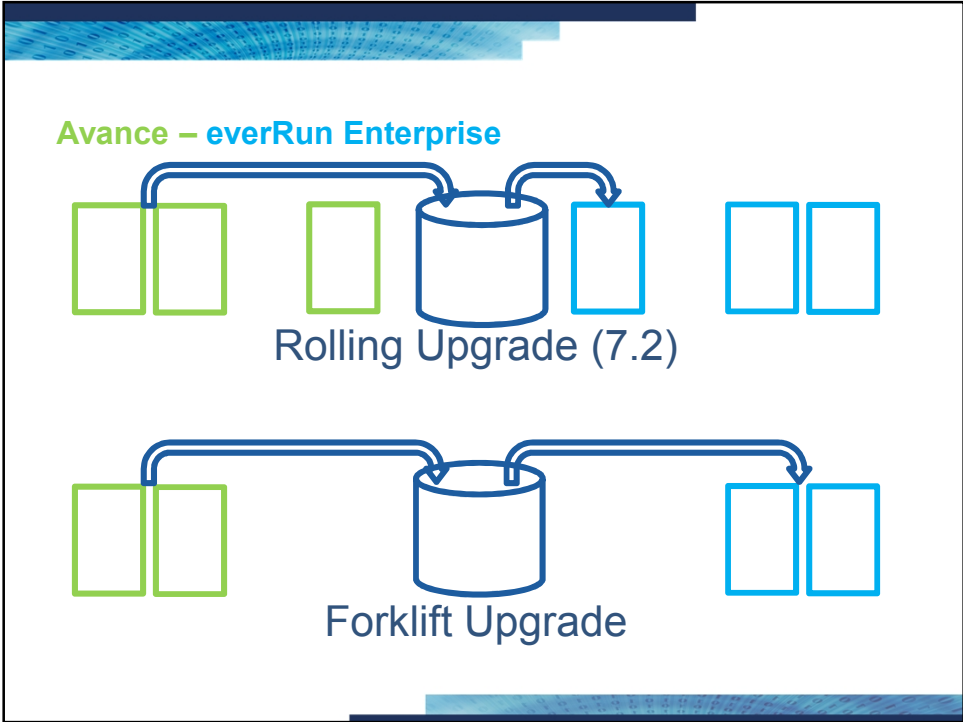 Avance – everRun Enterprise
Rolling Upgrade (7.2)
Forklift Upgrade